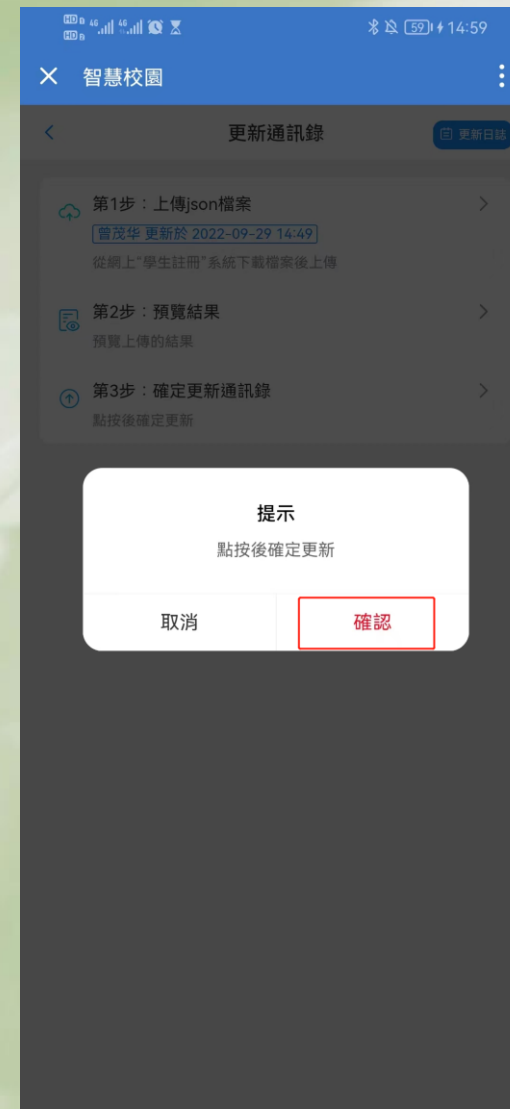 HD B 4G 4G 59 14:59
HD B
智慧校園
更新通訊錄 更新日誌
第1步：上傳json檔案
曾茂华 更新於 2022-09-29 14:49
從網上"學生註冊"系統下載檔案後上傳
第2步：預覽結果
預覽上傳的結果
第3步：確定更新通訊錄
點按後確定更新
提示
點按後確定更新
取消 確認